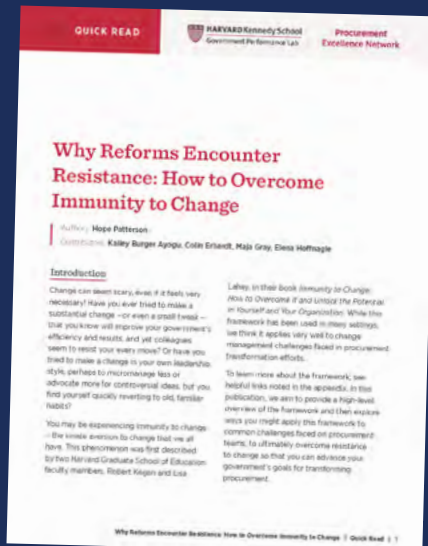 QUICK READ
HARVARD Kennedy School
Government Performance Lab
Procurement
Excellence Network
Why Reforms Encounter
Resistance: How to Overcome
Immunity to Change
Author: Hope Patterson
Contributors: Kailey Burger Ayogu, Colin Erhardt, Maja Gray, Elena Hoffnagle
Introduction
Change can seem scary, even if it feels very
necessary! Have you ever tried to make a
substantial change – or even a small tweak –
that you know will improve your government's
efficiency and results, and yet colleagues
seem to resist your every move? Or have you
tried to make a change in your own leadership
style, perhaps to micromanage less or
advocate more for controversial ideas, but you
find yourself quickly reverting to old, familiar
habits?
You may be experiencing immunity to change
– the innate aversion to change that we all
have. This phenomenon was first described
by two Harvard Graduate School of Education
faculty members, Robert Kegan and Lisa
Lahey, in their book Immunity to Change:
How to Overcome It and Unlock the Potential
in Yourself and Your Organization. While this
framework has been used in many settings,
we think it applies very well to change
management challenges faced in procurement
transformation efforts.
To learn more about the framework, see
helpful links noted in the appendix. In this
publication, we aim to provide a high-level
overview of the framework and then explore
ways you might apply this framework to
common challenges faced on procurement
teams, to ultimately overcome resistance
to change so that you can advance your
government's goals for transforming
procurement.
Why Reforms Encounter Resistance: How to Overcome Immunity to Change | Quick Read | 1